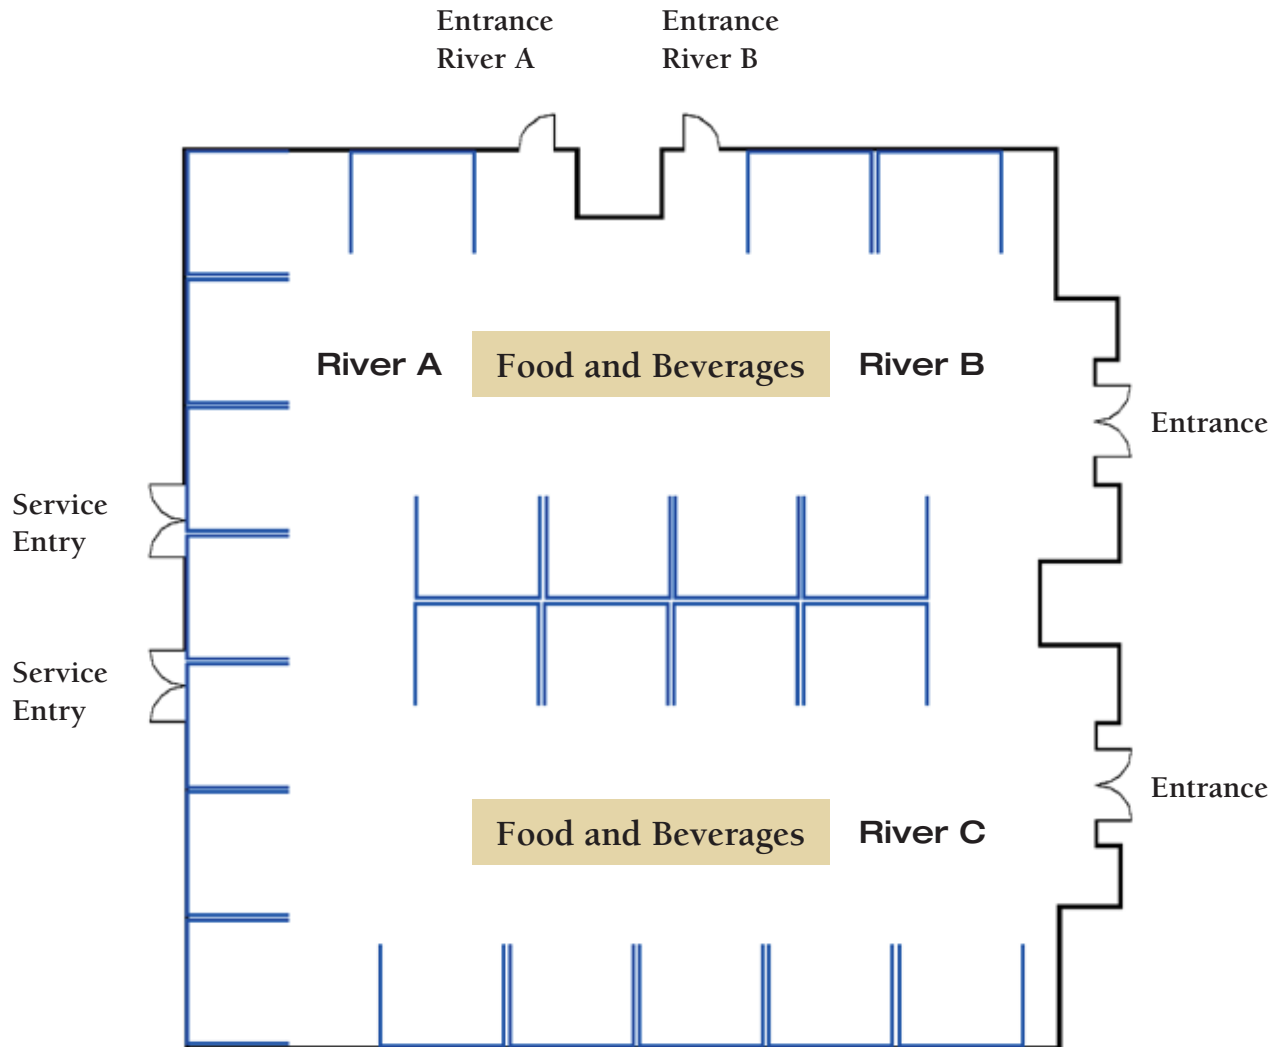 Entrance
River A
Entrance
River B
River A
Food and Beverages
River B
Entrance
Service
Entry
Service
Entry
Entrance
Food and Beverages
River C